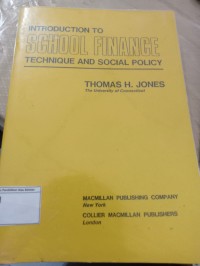 INTRODUCTION TO
SCHOOL FINANCE
TECHNIQUE AND SOCIAL POLICY
THOMAS H. JONES
The University of Connecticut
MACMILLAN PUBLISHING COMPANY
New York
COLLIER MACMILLAN PUBLISHERS
London